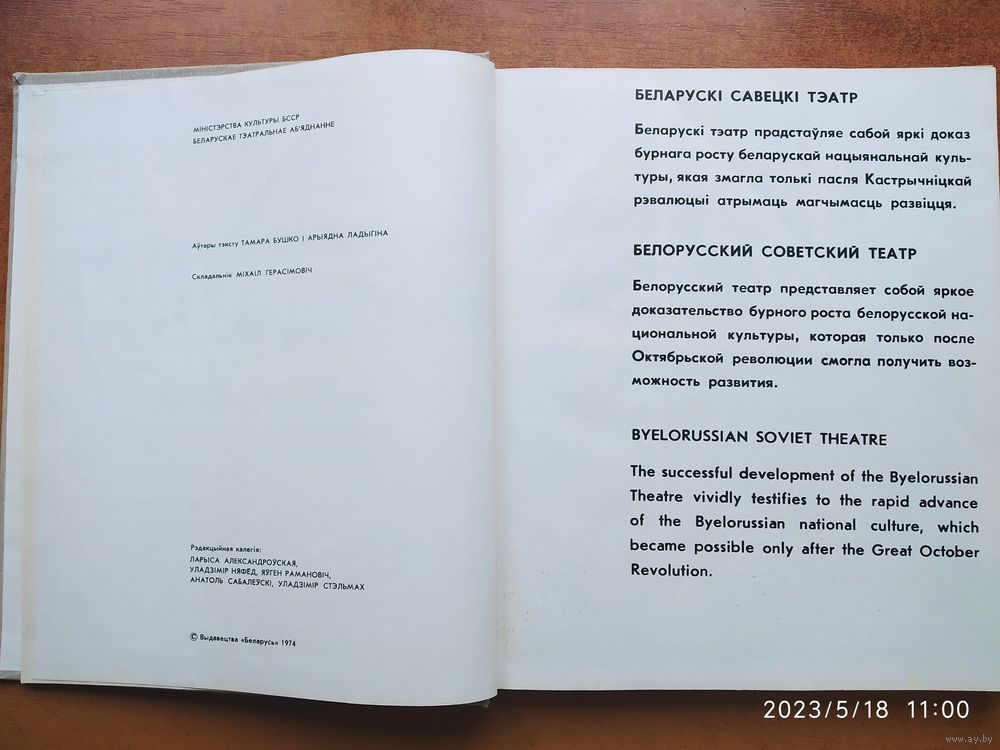 МІНІСТЭРСТВА КУЛЬТУРЫ БССР
БЕЛАРУСКАЕ ТЭАТРАЛЬНАЕ АБ'ЯДНАННЕ
Аўтары тэксту ТАМАРА БУШКО І АРЫЯДНА ЛАДЫГІНА
Складальнік МІХАІЛ ГЕРАСІМОВІЧ
Рэдакцыйная калегія:
ЛАРЫСА АЛЕКСАНДРОЎСКАЯ,
УЛАДЗІМІР НЯФЁД, ЯЎГЕН РАМАНОВІЧ,
АНАТОЛЬ САБАЛЕЎСКІ, УЛАДЗІМІР СТЭЛЬМАХ
© Выдавецтва «Беларусь» 1974
БЕЛАРУСКІ САВЕЦКІ ТЭАТР
Беларускі тэатр прадстаўляе сабой яркі доказ
бурнага росту беларускай нацыянальнай куль-
туры, якая змагла толькі пасля Кастрычніцкай
рэвалюцыі атрымаць магчымасць развіцця.
БЕЛОРУССКИЙ СОВЕТСКИЙ ТЕАТР
Белорусский театр представляет собой яркое
доказательство бурного роста белорусской на-
циональной культуры, которая только после
Октябрьской революции смогла получить воз-
можность развития.
BYELORUSSIAN SOVIET THEATRE
The successful development of the Byelorussian
Theatre vividly testifies to the rapid advance
of the Byelorussian national culture, which
became possible only after the Great October
Revolution.
2023/5/18 11:00
www.ay.by